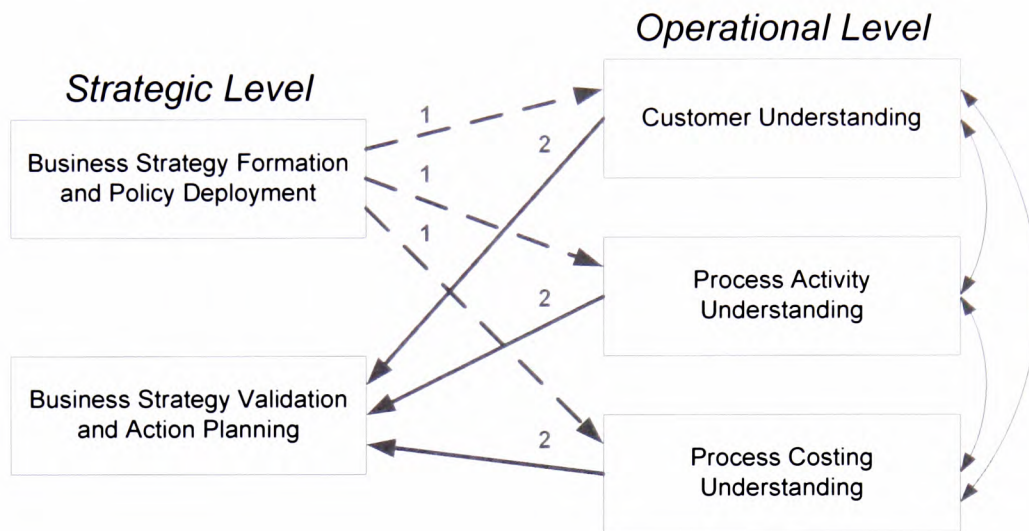 Operational Level
Strategic Level
Customer Understanding
1
2
Business Strategy Formation
and Policy Deployment
1
1
Process Activity
Understanding
2
Business Strategy Validation
and Action Planning
2
Process Costing
Understanding